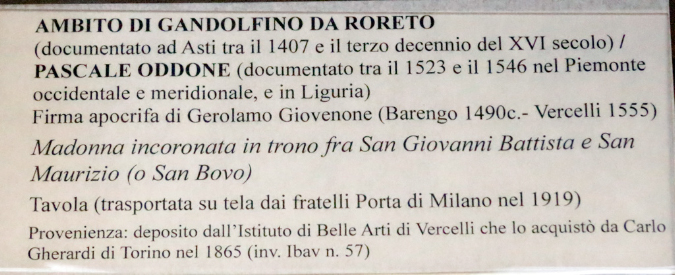 AMBITO DI GANDOLFINO DA RORETO
(documentato ad Asti tra il 1407 e il terzo decennio del XVI secolo) /
PASCALE ODDONE (documentato tra il 1523 e il 1546 nel Piemonte
occidentale e meridionale, e in Liguria)
Firma apocrifa di Gerolamo Giovenone (Barengo 1490c.- Vercelli 1555)
Madonna incoronata in trono fra San Giovanni Battista e San
Maurizio (o San Bovo)
Tavola (trasportata su tela dai fratelli Porta di Milano nel 1919)
Provenienza: deposito dall'Istituto di Belle Arti di Vercelli che lo acquistò da Carlo
Gherardi di Torino nel 1865 (inv. Ibav n. 57)